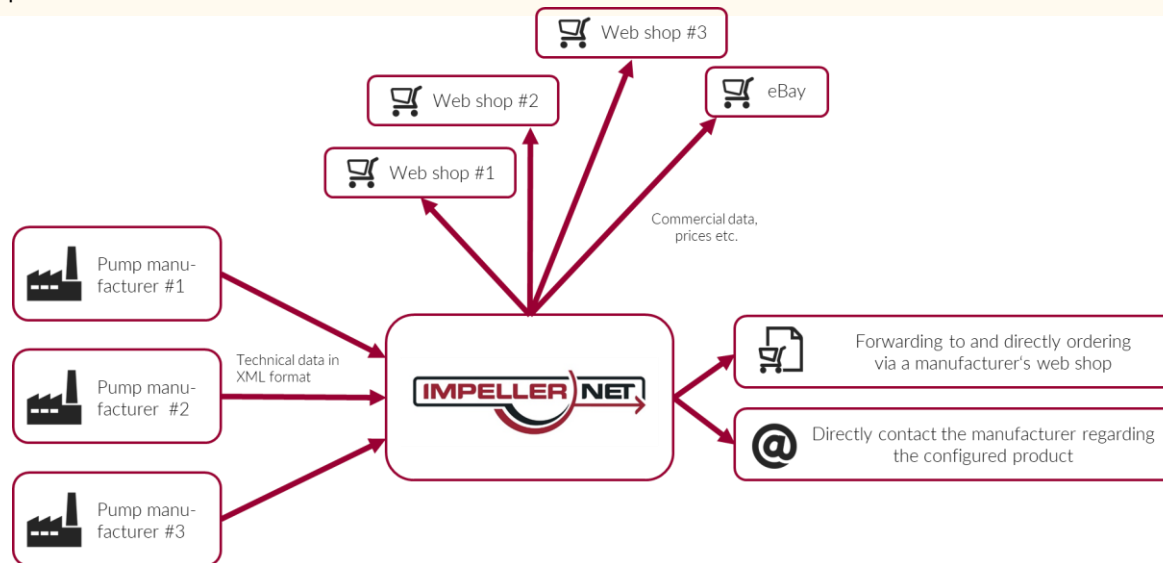 Web shop #3
eBay
Web shop #2
Web shop #1
Commercial data,
prices etc.
Pump manu-
facturer #1
Technical data in
XML format
Pump manu-
facturer #2
Pump manu-
facturer #3
IMPELLER NET
Forwarding to and directly ordering
via a manufacturer‘s web shop
@
Directly contact the manufacturer regarding
the configured product